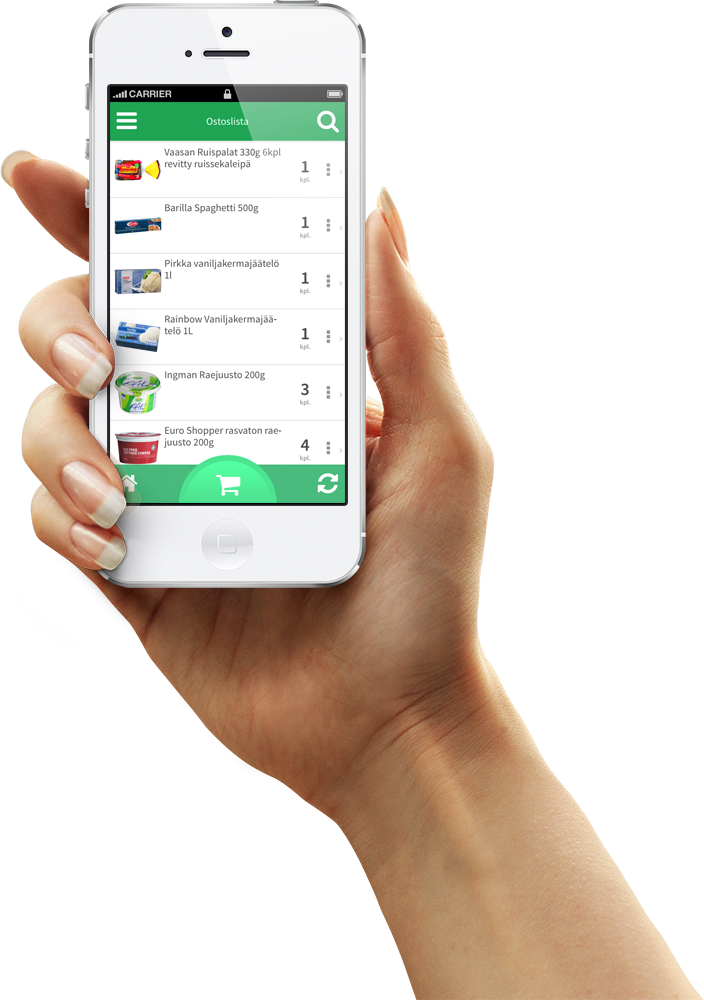 CARRIER
Ostoslista
Vaasan Ruispalat 330g 6kpl
revitty ruissekaleipä
1
kpl.
Barilla Spaghetti 500g
1
kpl.
Pirkka vaniljakermajäätelö
1l
1
kpl.
Rainbow Vaniljakermajää-
telö 1L
1
kpl.
Ingman Raejuusto 200g
3
kpl.
Euro Shopper rasvaton rae-
juusto 200g
4
kpl.